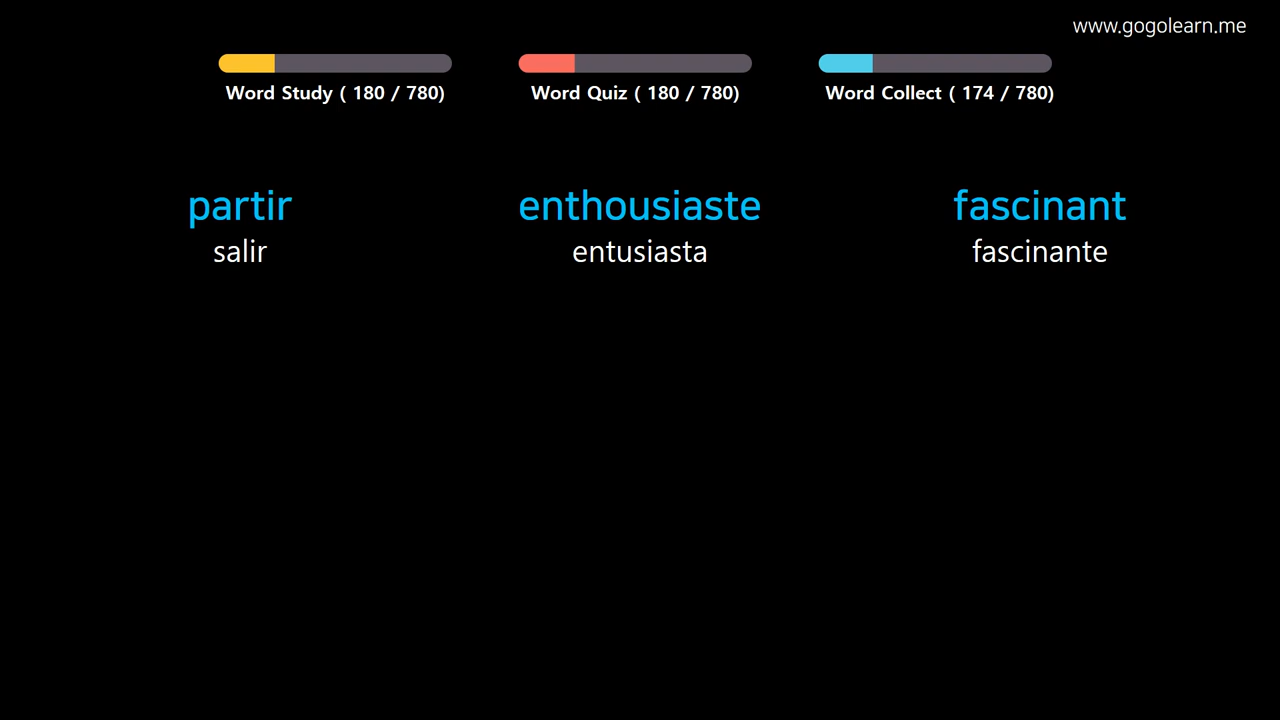 www.gogolearn.me
Word Study ( 180 / 780)
Word Quiz ( 180 / 780)
Word Collect ( 174 / 780)
partir
salir
enthousiaste
entusiasta
fascinant
fascinante